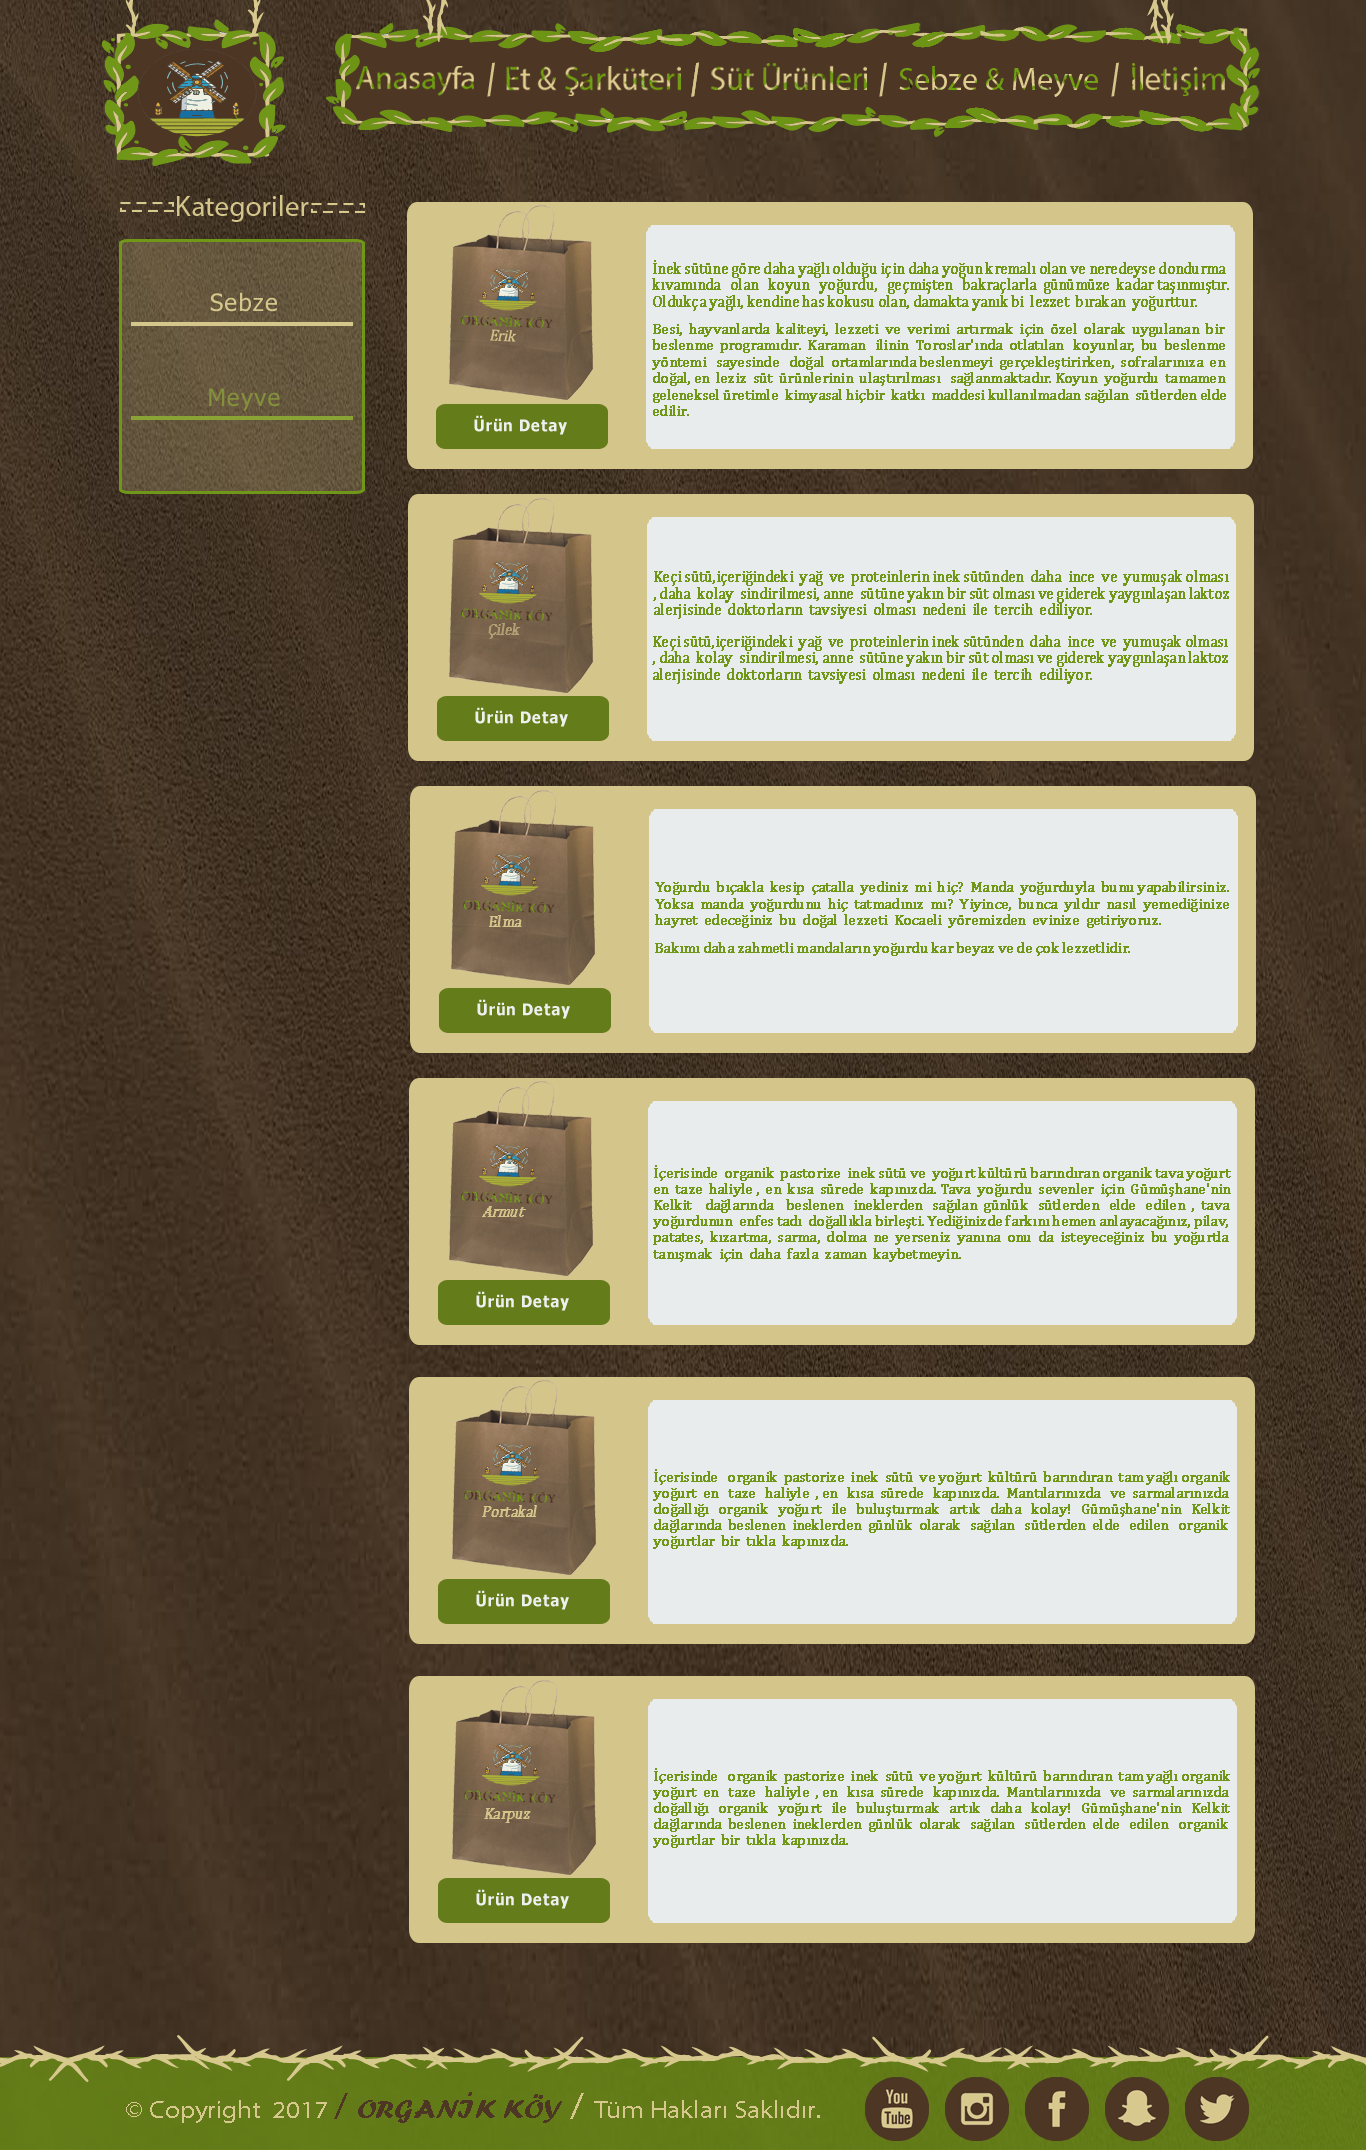 Anasayfa / Et & Şarküteri / Süt Ürünleri / Sebze & Meyve / İletişim
Kategoriler
Sebze
Meyve
ORGANİK KÖY
Erik
Ürün Detay
İnek sütüne göre daha yağlı olduğu için daha yoğun kremalı olan ve neredeyse dondurma
kıvamında olan koyun yoğurdu, geçmişten bakraçlarla günümüze kadar taşınmıştır.
Oldukça yağlı, kendine has kokusu olan, damakta yanık bi lezzet bırakan yoğurttur.
Besi, hayvanlarda kaliteyi, lezzeti ve verimi artırmak için özel olarak uygulanan bir
beslenme programıdır. Karaman ilinin Toroslar'ında otlatılan koyunlar, bu beslenme
yöntemi sayesinde doğal ortamlarında beslenmeyi gerçekleştirirken, sofralarınıza en
doğal, en leziz süt ürünlerinin ulaştırılması sağlanmaktadır. Koyun yoğurdu tamamen
geleneksel üretimle kimyasal hiçbir katkı maddesi kullanılmadan sağılan sütlerden elde
edilir.
ORGANİK KÖY
Çilek
Ürün Detay
Keçi sütü,içeriğindeki yağ ve proteinlerin inek sütünden daha ince ve yumuşak olması
, daha kolay sindirilmesi, anne sütüne yakın bir süt olması ve giderek yaygınlaşan laktoz
alerjisinde doktorların tavsiyesi olması nedeni ile tercih ediliyor.
Keçi sütü,içeriğindeki yağ ve proteinlerin inek sütünden daha ince ve yumuşak olması
, daha kolay sindirilmesi, anne sütüne yakın bir süt olması ve giderek yaygınlaşan laktoz
alerjisinde doktorların tavsiyesi olması nedeni ile tercih ediliyor.
ORGANİK KÖY
Elma
Ürün Detay
Yoğurdu bıçakla kesip çatalla yediniz mi hiç? Manda yoğurduyla bunu yapabilirsiniz.
Yoksa manda yoğurdunu hiç tatmadınız mı? Yiyince, bunca yıldır nasıl yemediğinize
hayret edeceğiniz bu doğal lezzeti Kocaeli yöremizden evinize getiriyoruz.
Bakımı daha zahmetli mandaların yoğurdu kar beyaz ve de çok lezzetlidir.
ORGANİK KÖY
Armut
Ürün Detay
İçerisinde organik pastorize inek sütü ve yoğurt kültürü barındıran organik tava yoğurt
en taze haliyle , en kısa sürede kapınızda. Tava yoğurdu sevenler için Gümüşhane'nin
Kelkit dağlarında beslenen ineklerden sağılan günlük sütlerden elde edilen , tava
yoğurdunun enfes tadı doğallıkla birleşti. Yediğinizde farkını hemen anlayacağınız, pilav,
patates, kızartma, sarma, dolma ne yerseniz yanına onu da isteyeceğiniz bu yoğurtla
tanışmak için daha fazla zaman kaybetmeyin.
ORGANİK KÖY
Portakal
Ürün Detay
İçerisinde organik pastorize inek sütü ve yoğurt kültürü barındıran tam yağlı organik
yoğurt en taze haliyle , en kısa sürede kapınızda. Mantılarınızda ve sarmalarınızda
doğallığı organik yoğurt ile buluşturmak artık daha kolay! Gümüşhane'nin Kelkit
dağlarında beslenen ineklerden günlük olarak sağılan sütlerden elde edilen organik
yoğurtlar bir tıkla kapınızda.
ORGANİK KÖY
Karpuz
Ürün Detay
İçerisinde organik pastorize inek sütü ve yoğurt kültürü barındıran tam yağlı organik
yoğurt en taze haliyle , en kısa sürede kapınızda. Mantılarınızda ve sarmalarınızda
doğallığı organik yoğurt ile buluşturmak artık daha kolay! Gümüşhane'nin Kelkit
dağlarında beslenen ineklerden günlük olarak sağılan sütlerden elde edilen organik
yoğurtlar bir tıkla kapınızda.
© Copyright 2017 / ORGANİK KÖY / Tüm Hakları Saklıdır.
You
Tube